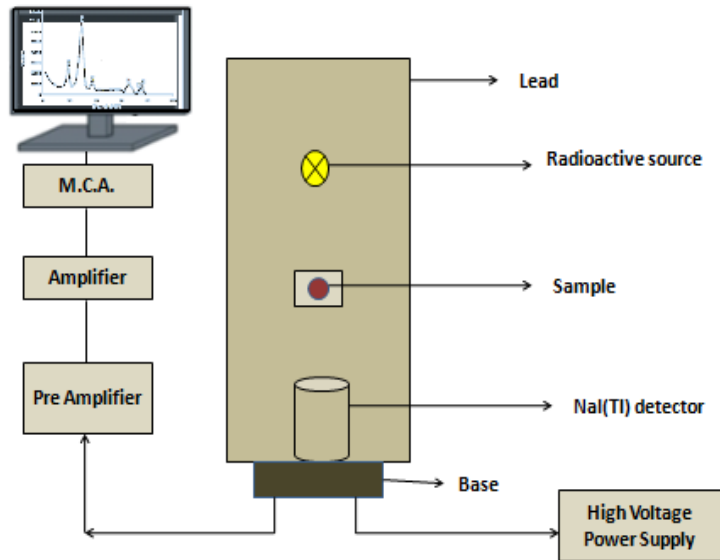 Lead
Radioactive source
M.C.A.
Amplifier
Sample
Pre Amplifier
NaI(Tl) detector
Base
High Voltage
Power Supply